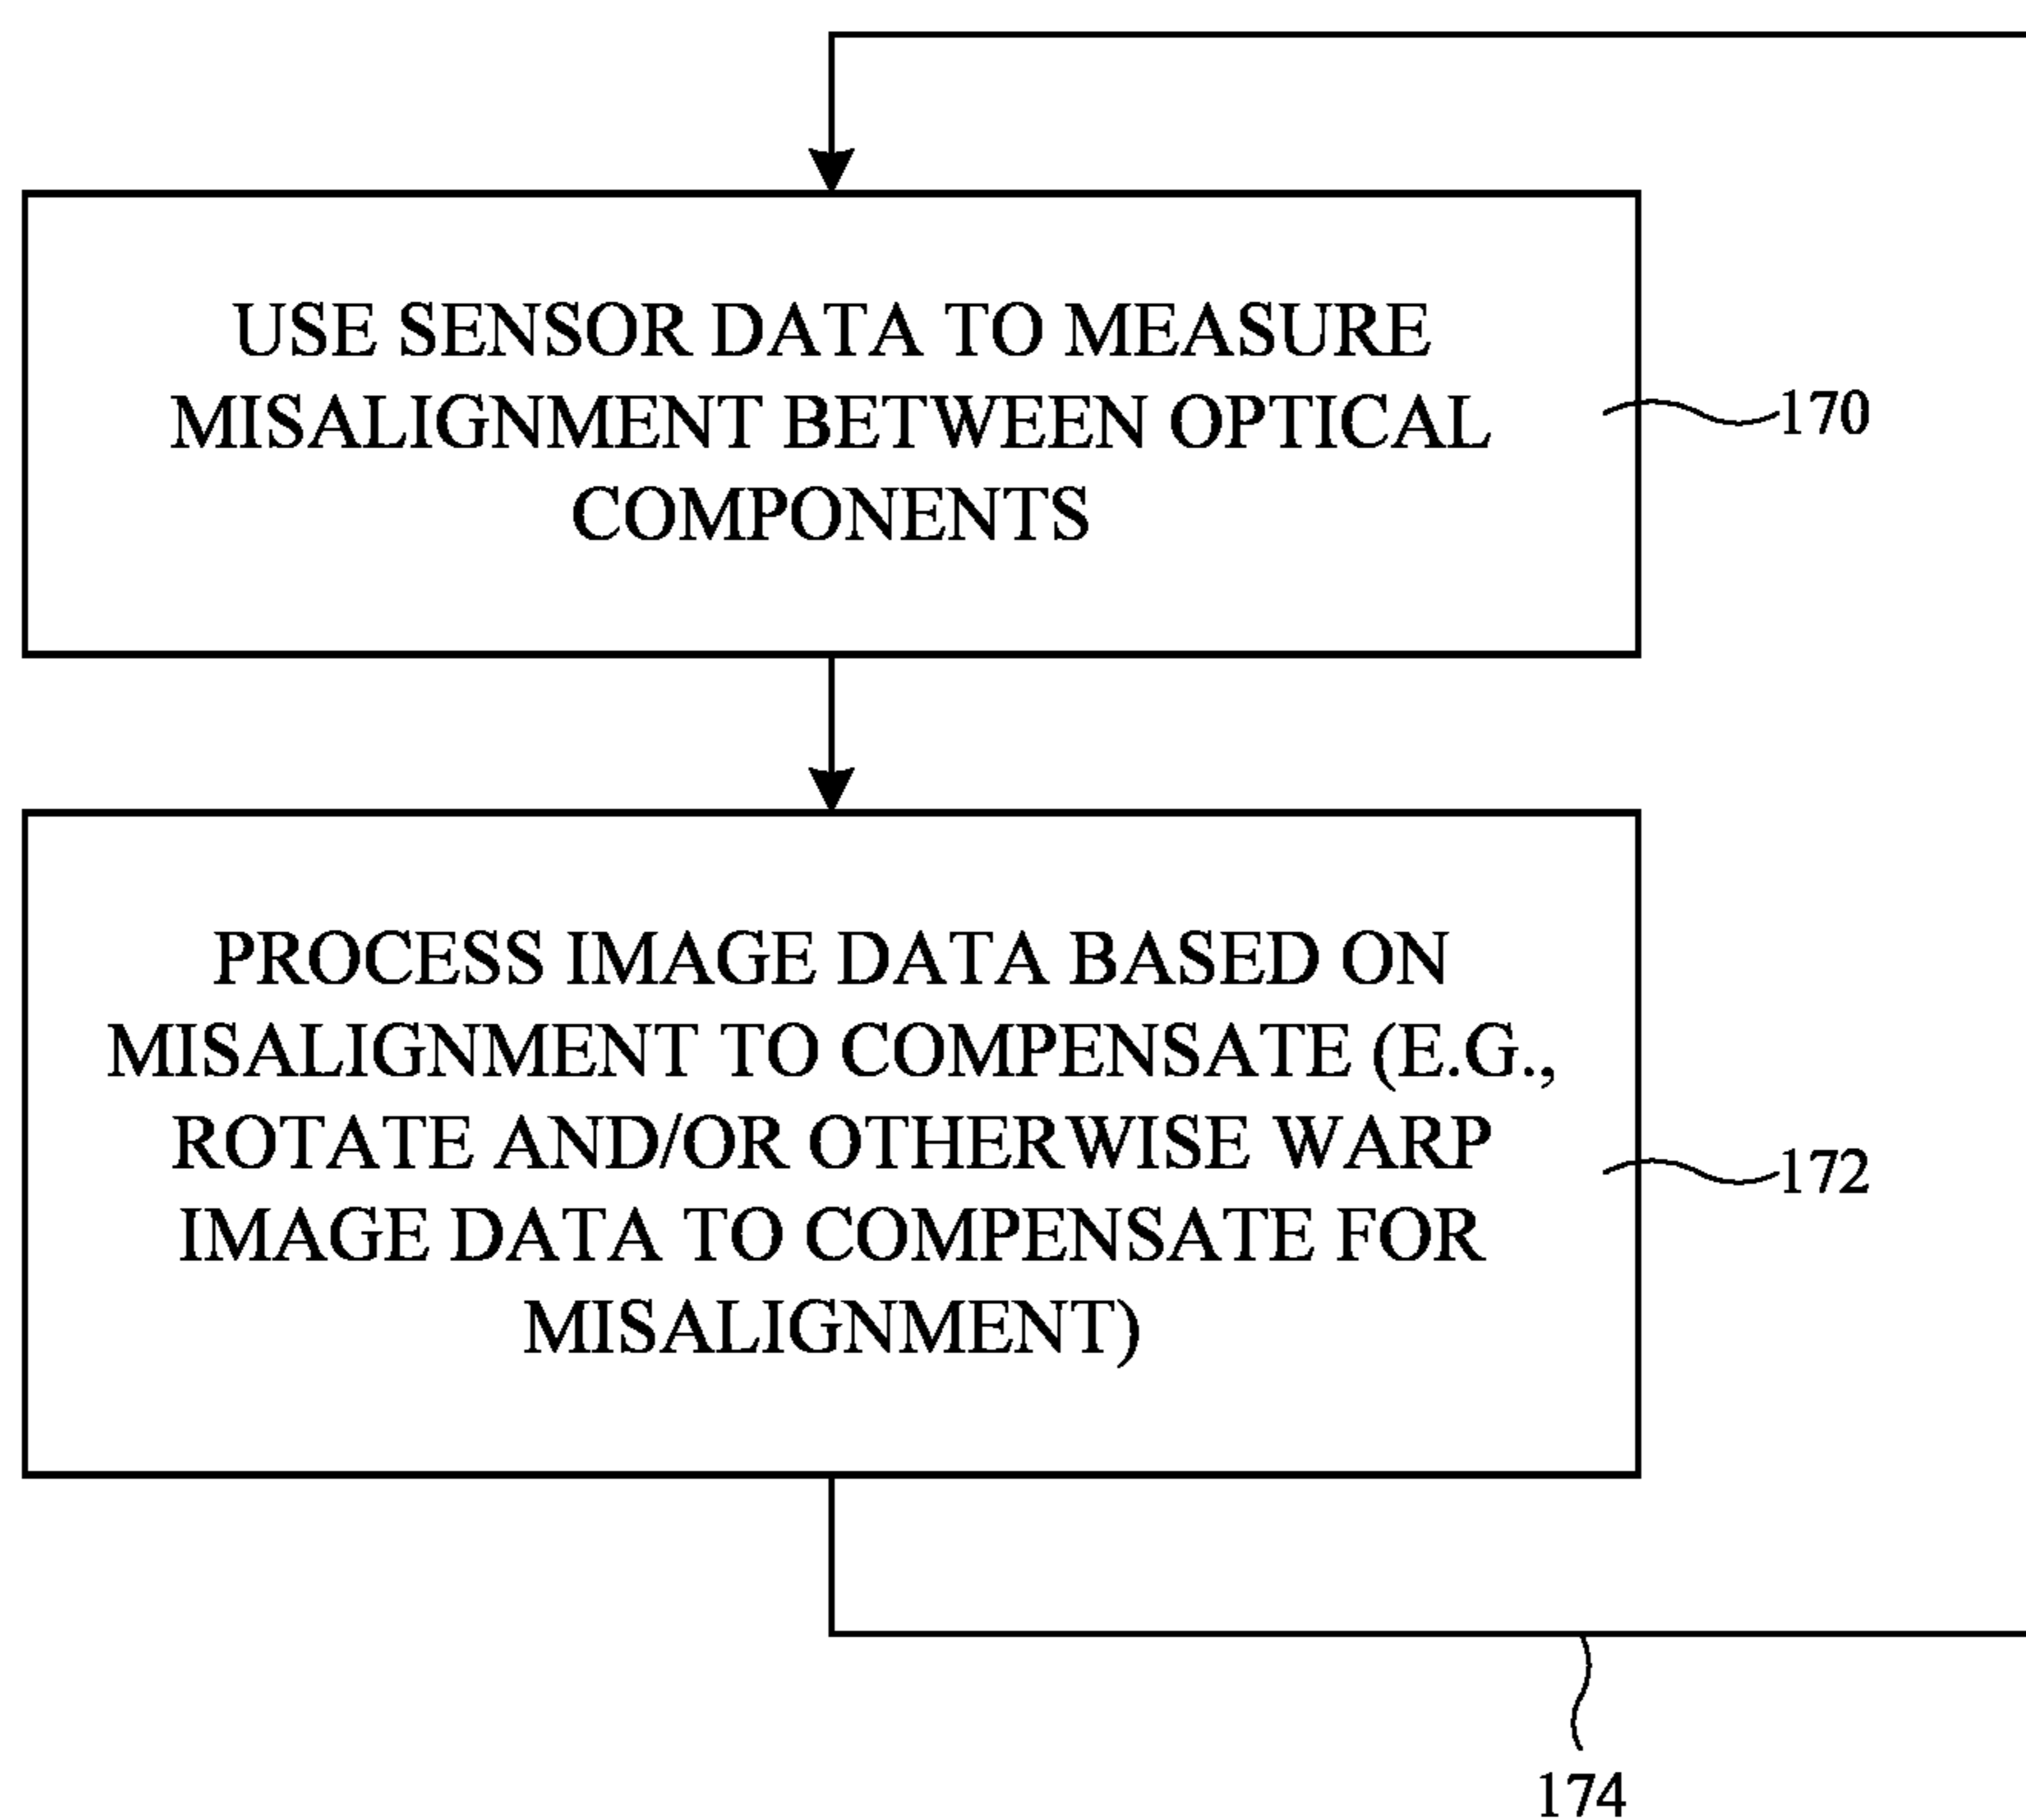 USE SENSOR DATA TO MEASURE
MISALIGNMENT BETWEEN OPTICAL
COMPONENTS
170
PROCESS IMAGE DATA BASED ON
MISALIGNMENT TO COMPENSATE (E.G.,
ROTATE AND/OR OTHERWISE WARP
IMAGE DATA TO COMPENSATE FOR
MISALIGNMENT)
172
174